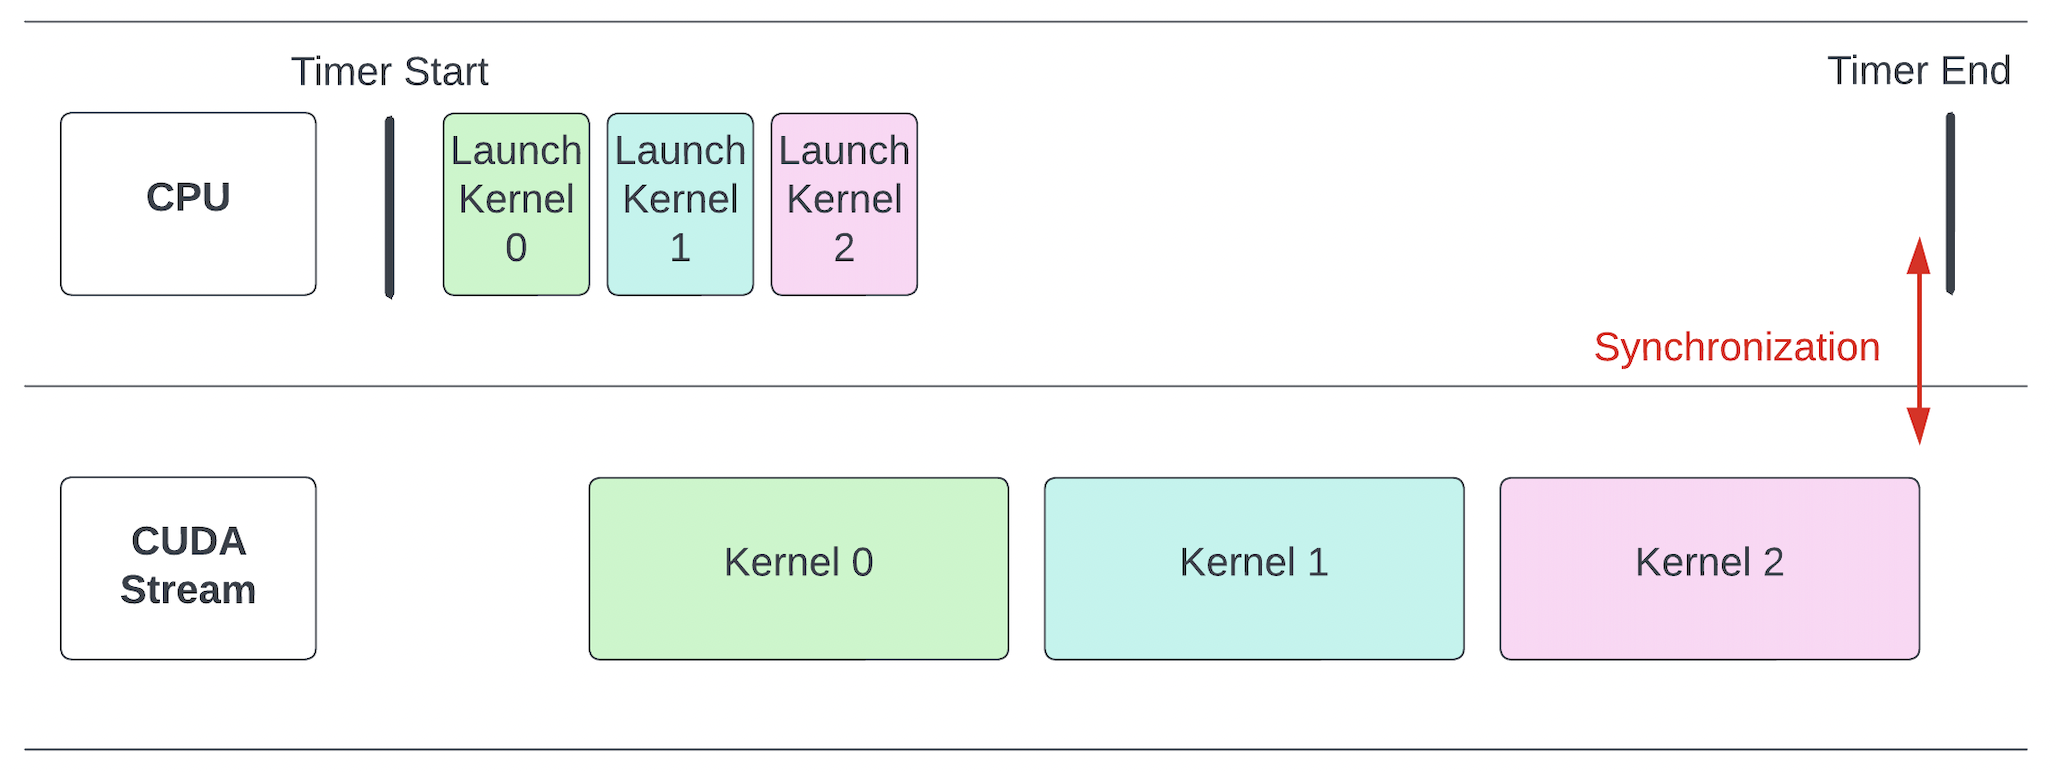 Timer Start
Timer End
CPU
Launch
Kernel
0
Launch
Kernel
1
Launch
Kernel
2
Synchronization
CUDA
Stream
Kernel 0
Kernel 1
Kernel 2